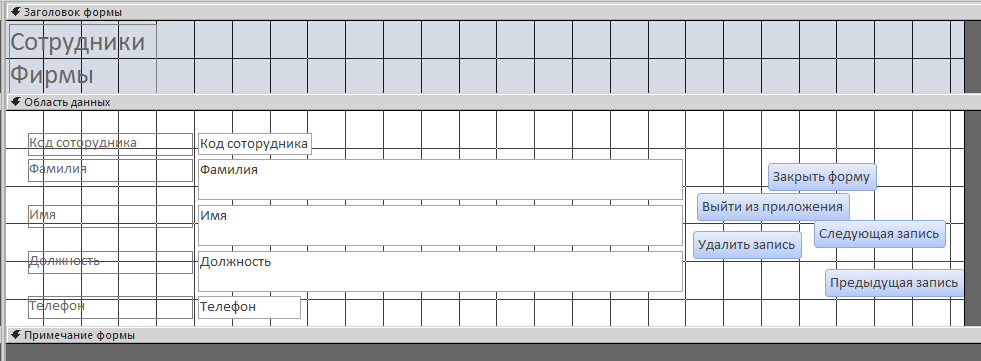 Заголовок формы
Сотрудники
Фирмы
Область данных
Код соторудника Код соторудника
Фамилия Фамилия
Закрыть форму
Выйти из приложения
Имя Имя
Следующая запись
Удалить запись
Должность Должность
Предыдущая запись
Телефон Телефон
Примечание формы